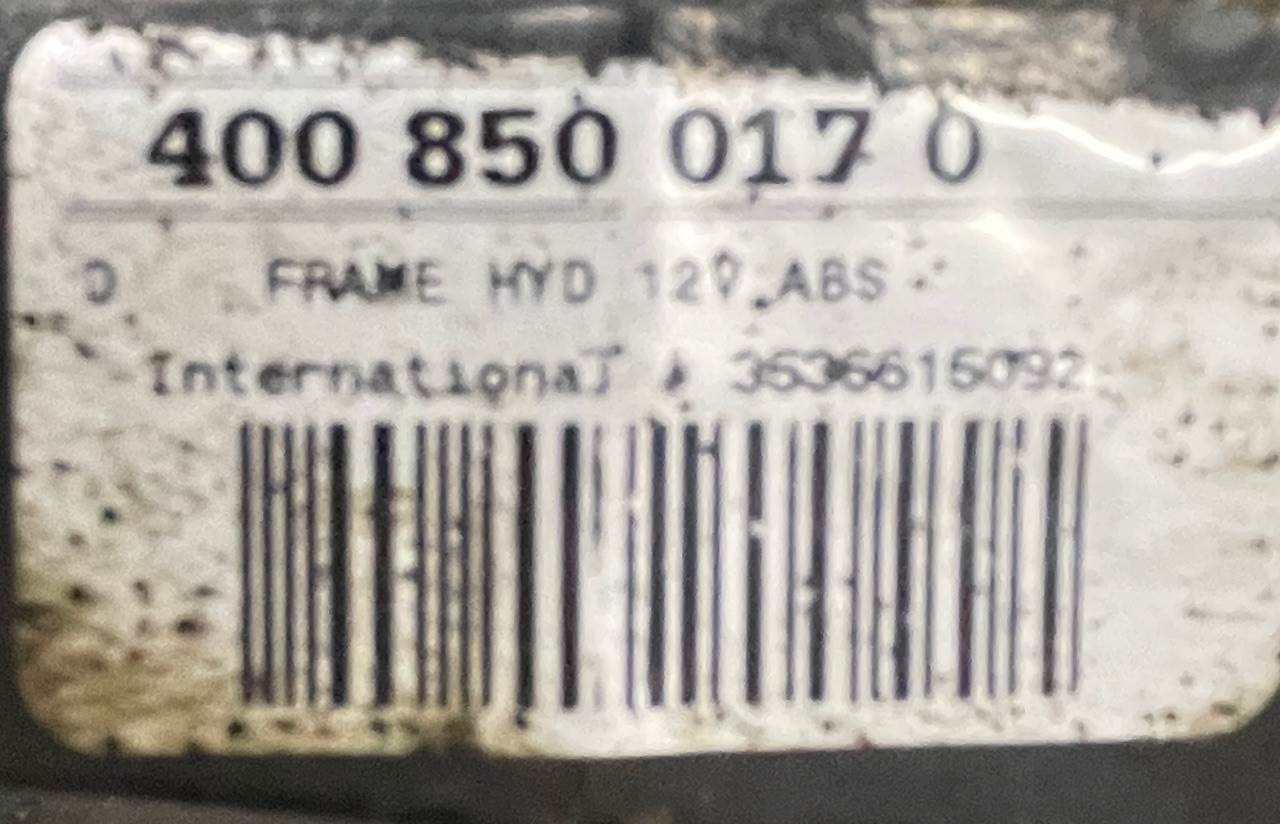 400 850 017 0
D FRAME HYD 12V.ABS
International # 3536615092